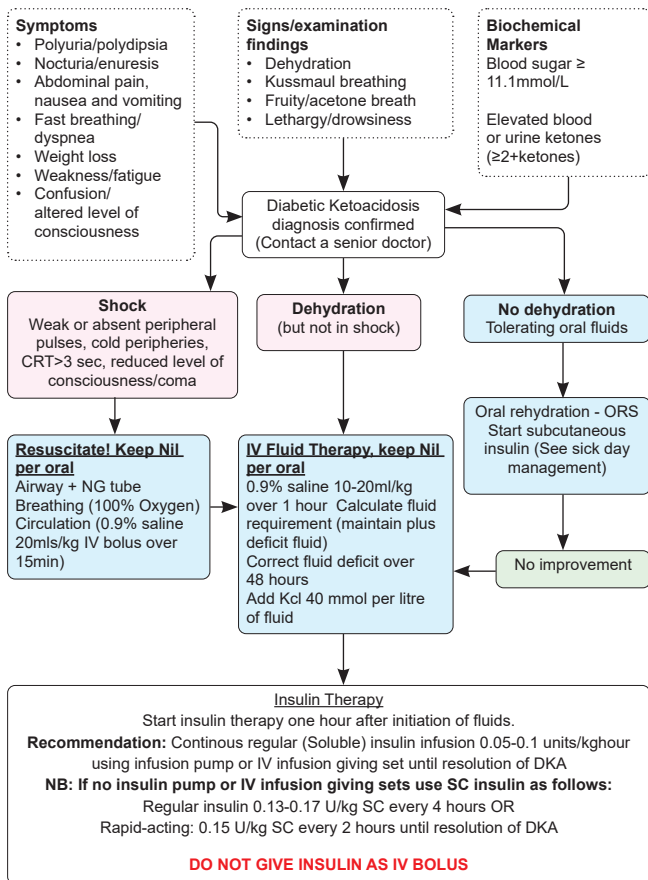 Symptoms
• Polyuria/polydipsia
• Nocturia/enuresis
• Abdominal pain,
nausea and vomiting
• Fast breathing/
dyspnea
• Weight loss
• Weakness/fatigue
• Confusion/
altered level of
consciousness
Signs/examination
findings
• Dehydration
• Kussmaul breathing
• Fruity/acetone breath
• Lethargy/drowsiness
Biochemical
Markers
Blood sugar ≥
11.1mmol/L
Elevated blood
or urine ketones
(≥2+ketones)
Diabetic Ketoacidosis
diagnosis confirmed
(Contact a senior doctor)
Shock
Weak or absent peripheral
pulses, cold peripheries,
CRT>3 sec, reduced level of
consciousness/coma
Dehydration
(but not in shock)
No dehydration
Tolerating oral fluids
Resuscitate! Keep Nil
per oral
Airway + NG tube
Breathing (100% Oxygen)
Circulation (0.9% saline
20mls/kg IV bolus over
15min)
IV Fluid Therapy, keep Nil
per oral
0.9% saline 10-20ml/kg
over 1 hour Calculate fluid
requirement (maintain plus
deficit fluid)
Correct fluid deficit over
48 hours
Add Kcl 40 mmol per litre
of fluid
Oral rehydration - ORS
Start subcutaneous
insulin (See sick day
management)
No improvement
Insulin Therapy
Start insulin therapy one hour after initiation of fluids.
Recommendation: Continous regular (Soluble) insulin infusion 0.05-0.1 units/kghour
using infusion pump or IV infusion giving set until resolution of DKA
NB: If no insulin pump or IV infusion giving sets use SC insulin as follows:
Regular insulin 0.13-0.17 U/kg SC every 4 hours OR
Rapid-acting: 0.15 U/kg SC every 2 hours until resolution of DKA
DO NOT GIVE INSULIN AS IV BOLUS